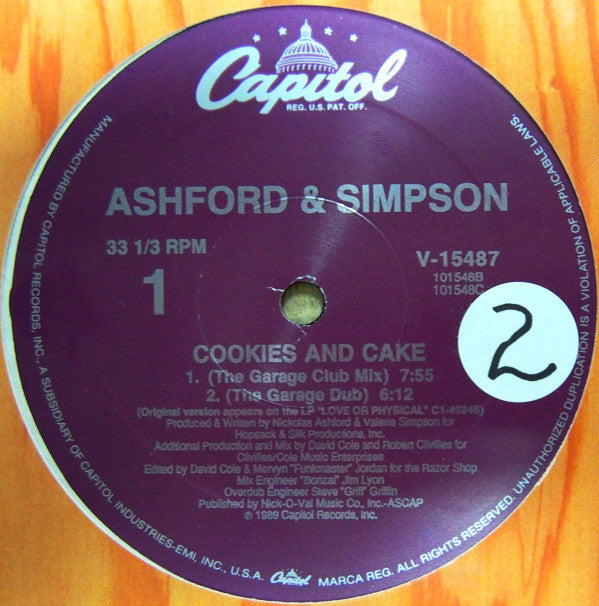 Capitol
REG. U.S. PAT. OFF.
ASHFORD & SIMPSON
33 1/3 RPM
1
V-15487
101548B
101548C
2
COOKIES AND CAKE
1. (The Garage Club Mix) 7:55
2. (The Garage Dub) 6:12
(Original version appears on the LP "LOVE OR PHYSICAL" C1-46946)
Produced & Written by Nickolas Ashford & Valerie Simpson for
Hopsack & Silk Productions, Inc.
Additional Production and Mix by David Cole and Robert Clivilles for
Clivilles/Cole Music Enterprises
Edited by David Cole & Mervyn "Funkmaster" Jordan for the Razor Shop
Mix Engineer "Bonzai" Jim Lyon
Overdub Engineer Steve "Griff" Griffin
Published by Nick-O-Val Music Co., Inc.-ASCAP
© 1989 Capitol Records, Inc.
MANUFACTURED BY CAPITOL RECORDS, INC., A SUBSIDIARY OF CAPITOL INDUSTRIES-EMI, INC., U.S.A. Capitol MARCA REG. ALL RIGHTS RESERVED. UNAUTHORIZED DUPLICATION IS A VIOLATION OF APPLICABLE LAWS.